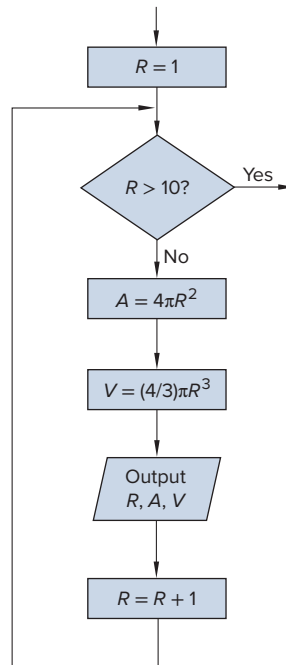 R = 1
R > 10?
Yes
No
A = 4πR²
V = (4/3)πR³
Output
R, A, V
R = R + 1